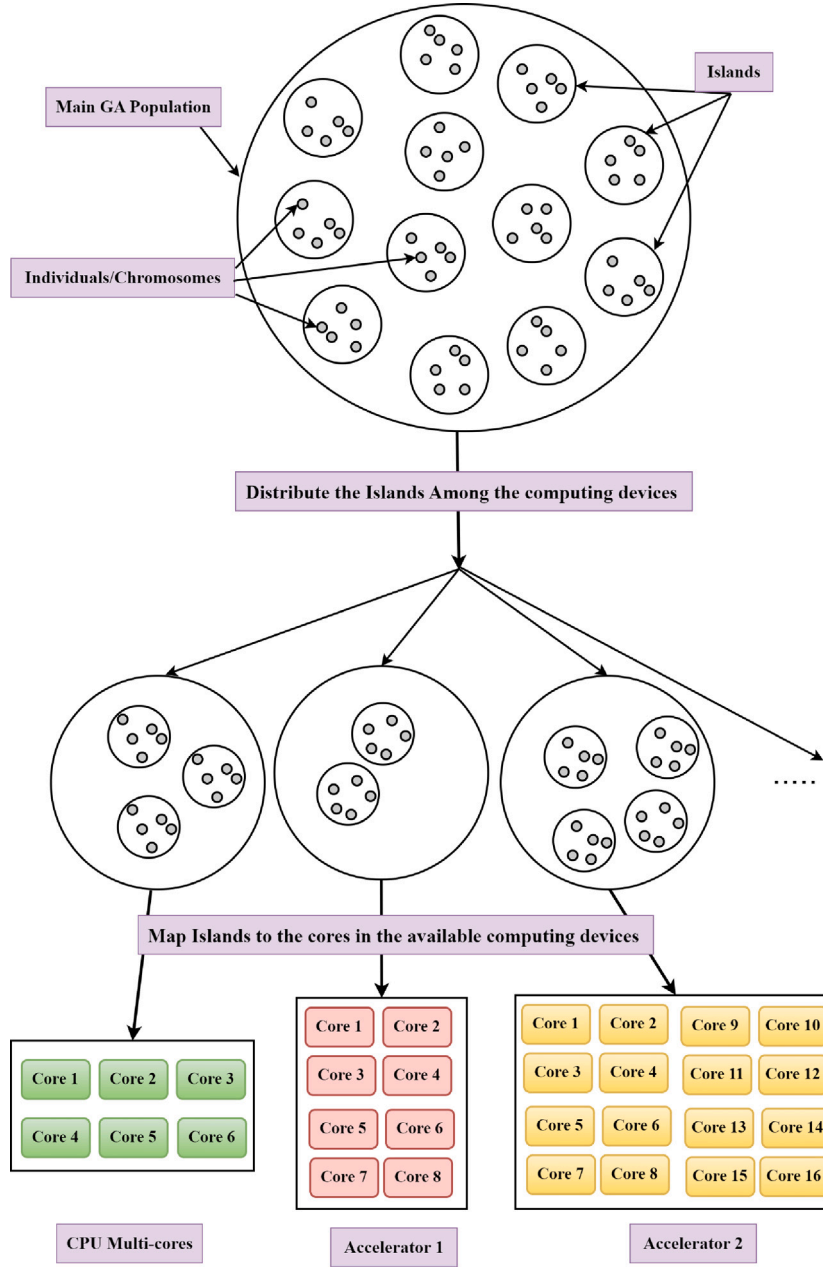 Islands
Main GA Population
Individuals/Chromosomes
Distribute the Islands Among the computing devices
.....
Map Islands to the cores in the available computing devices
Core 1
Core 2
Core 3
Core 4
Core 5
Core 6
CPU Multi-cores
Core 1
Core 2
Core 3
Core 4
Core 5
Core 6
Core 7
Core 8
Accelerator 1
Core 1
Core 2
Core 9
Core 10
Core 3
Core 4
Core 11
Core 12
Core 5
Core 6
Core 13
Core 14
Core 7
Core 8
Core 15
Core 16
Accelerator 2